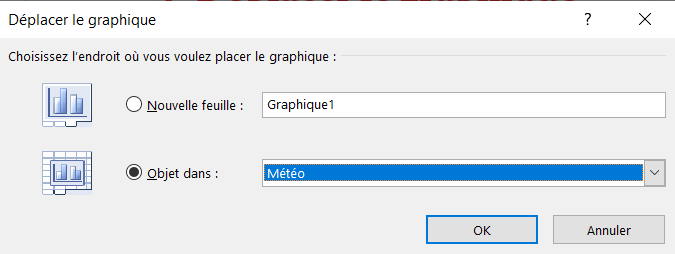 Déplacer le graphique
?
Choisissez l'endroit où vous voulez placer le graphique :
Nouvelle feuille : Graphique1
Objet dans : Météo
OK Annuler